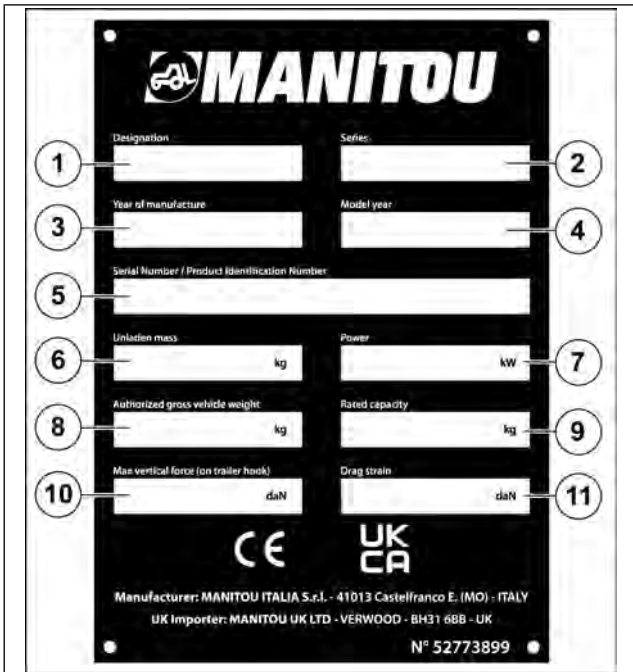 MANITOU
Designation Series
1 2
Year of manufacture Model year
3 4
Serial Number / Product Identification Number
5
Unladen mass Power
6 kg kW 7
Authorized gross vehicle weight Rated capacity
8 kg kg 9
Max vertical force (on trailer hook) Drag strain
10 daN daN 11
CE UK
CA
Manufacturer: MANITOU ITALIA S.r.l. - 41013 Castelfranco E. (MO) - ITALY
UK Importer: MANITOU UK LTD - VERWOOD - BH31 6BB - UK
N° 52773899